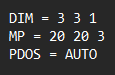 DIM = 3 3 1
MP = 20 20 3
PDOS = AUTO